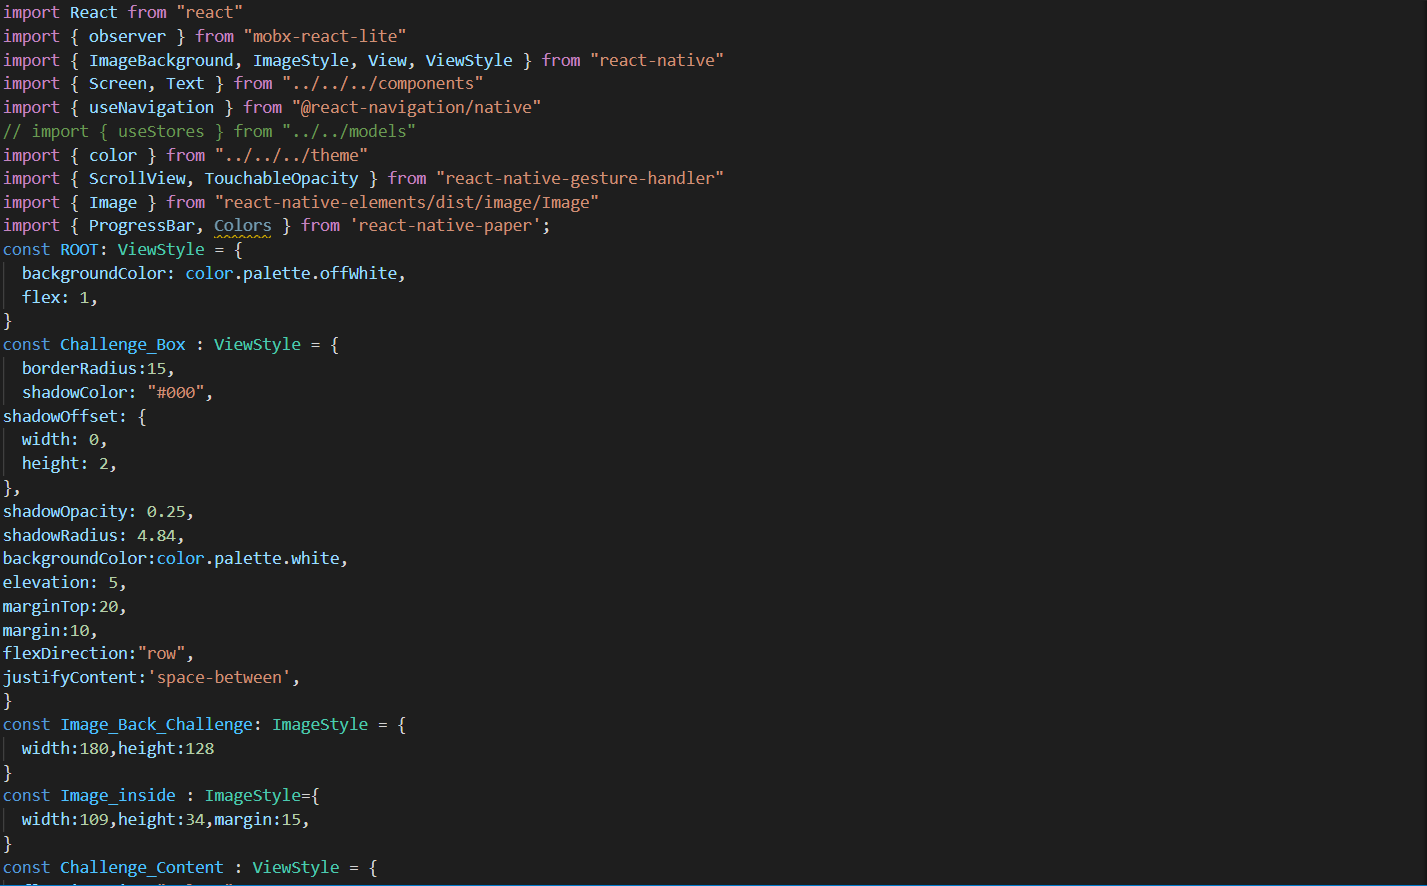 import React from "react"
import { observer } from "mobx-react-lite"
import { ImageBackground, ImageStyle, View, ViewStyle } from "react-native"
import { Screen, Text } from "../../../components"
import { useNavigation } from "@react-navigation/native"
// import { useStores } from "../../models"
import { color } from "../../../theme"
import { ScrollView, TouchableOpacity } from "react-native-gesture-handler"
import { Image } from "react-native-elements/dist/image/Image"
import { ProgressBar, Colors } from 'react-native-paper';
const ROOT: ViewStyle = {
  backgroundColor: color.palette.offWhite,
  flex: 1,
}
const Challenge_Box : ViewStyle = {
  borderRadius:15,
  shadowColor: "#000",
shadowOffset: {
  width: 0,
  height: 2,
},
shadowOpacity: 0.25,
shadowRadius: 4.84,
backgroundColor:color.palette.white,
elevation: 5,
marginTop:20,
margin:10,
flexDirection:"row",
justifyContent:'space-between',
}
const Image_Back_Challenge: ImageStyle = {
  width:180,height:128
}
const Image_inside : ImageStyle={
  width:109,height:34,margin:15,
}
const Challenge_Content : ViewStyle = {